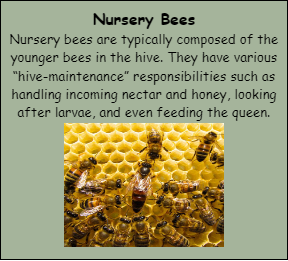 Nursery Bees
Nursery bees are typically composed of the
younger bees in the hive. They have various
“hive-maintenance” responsibilities such as
handling incoming nectar and honey, looking
after larvae, and even feeding the queen.